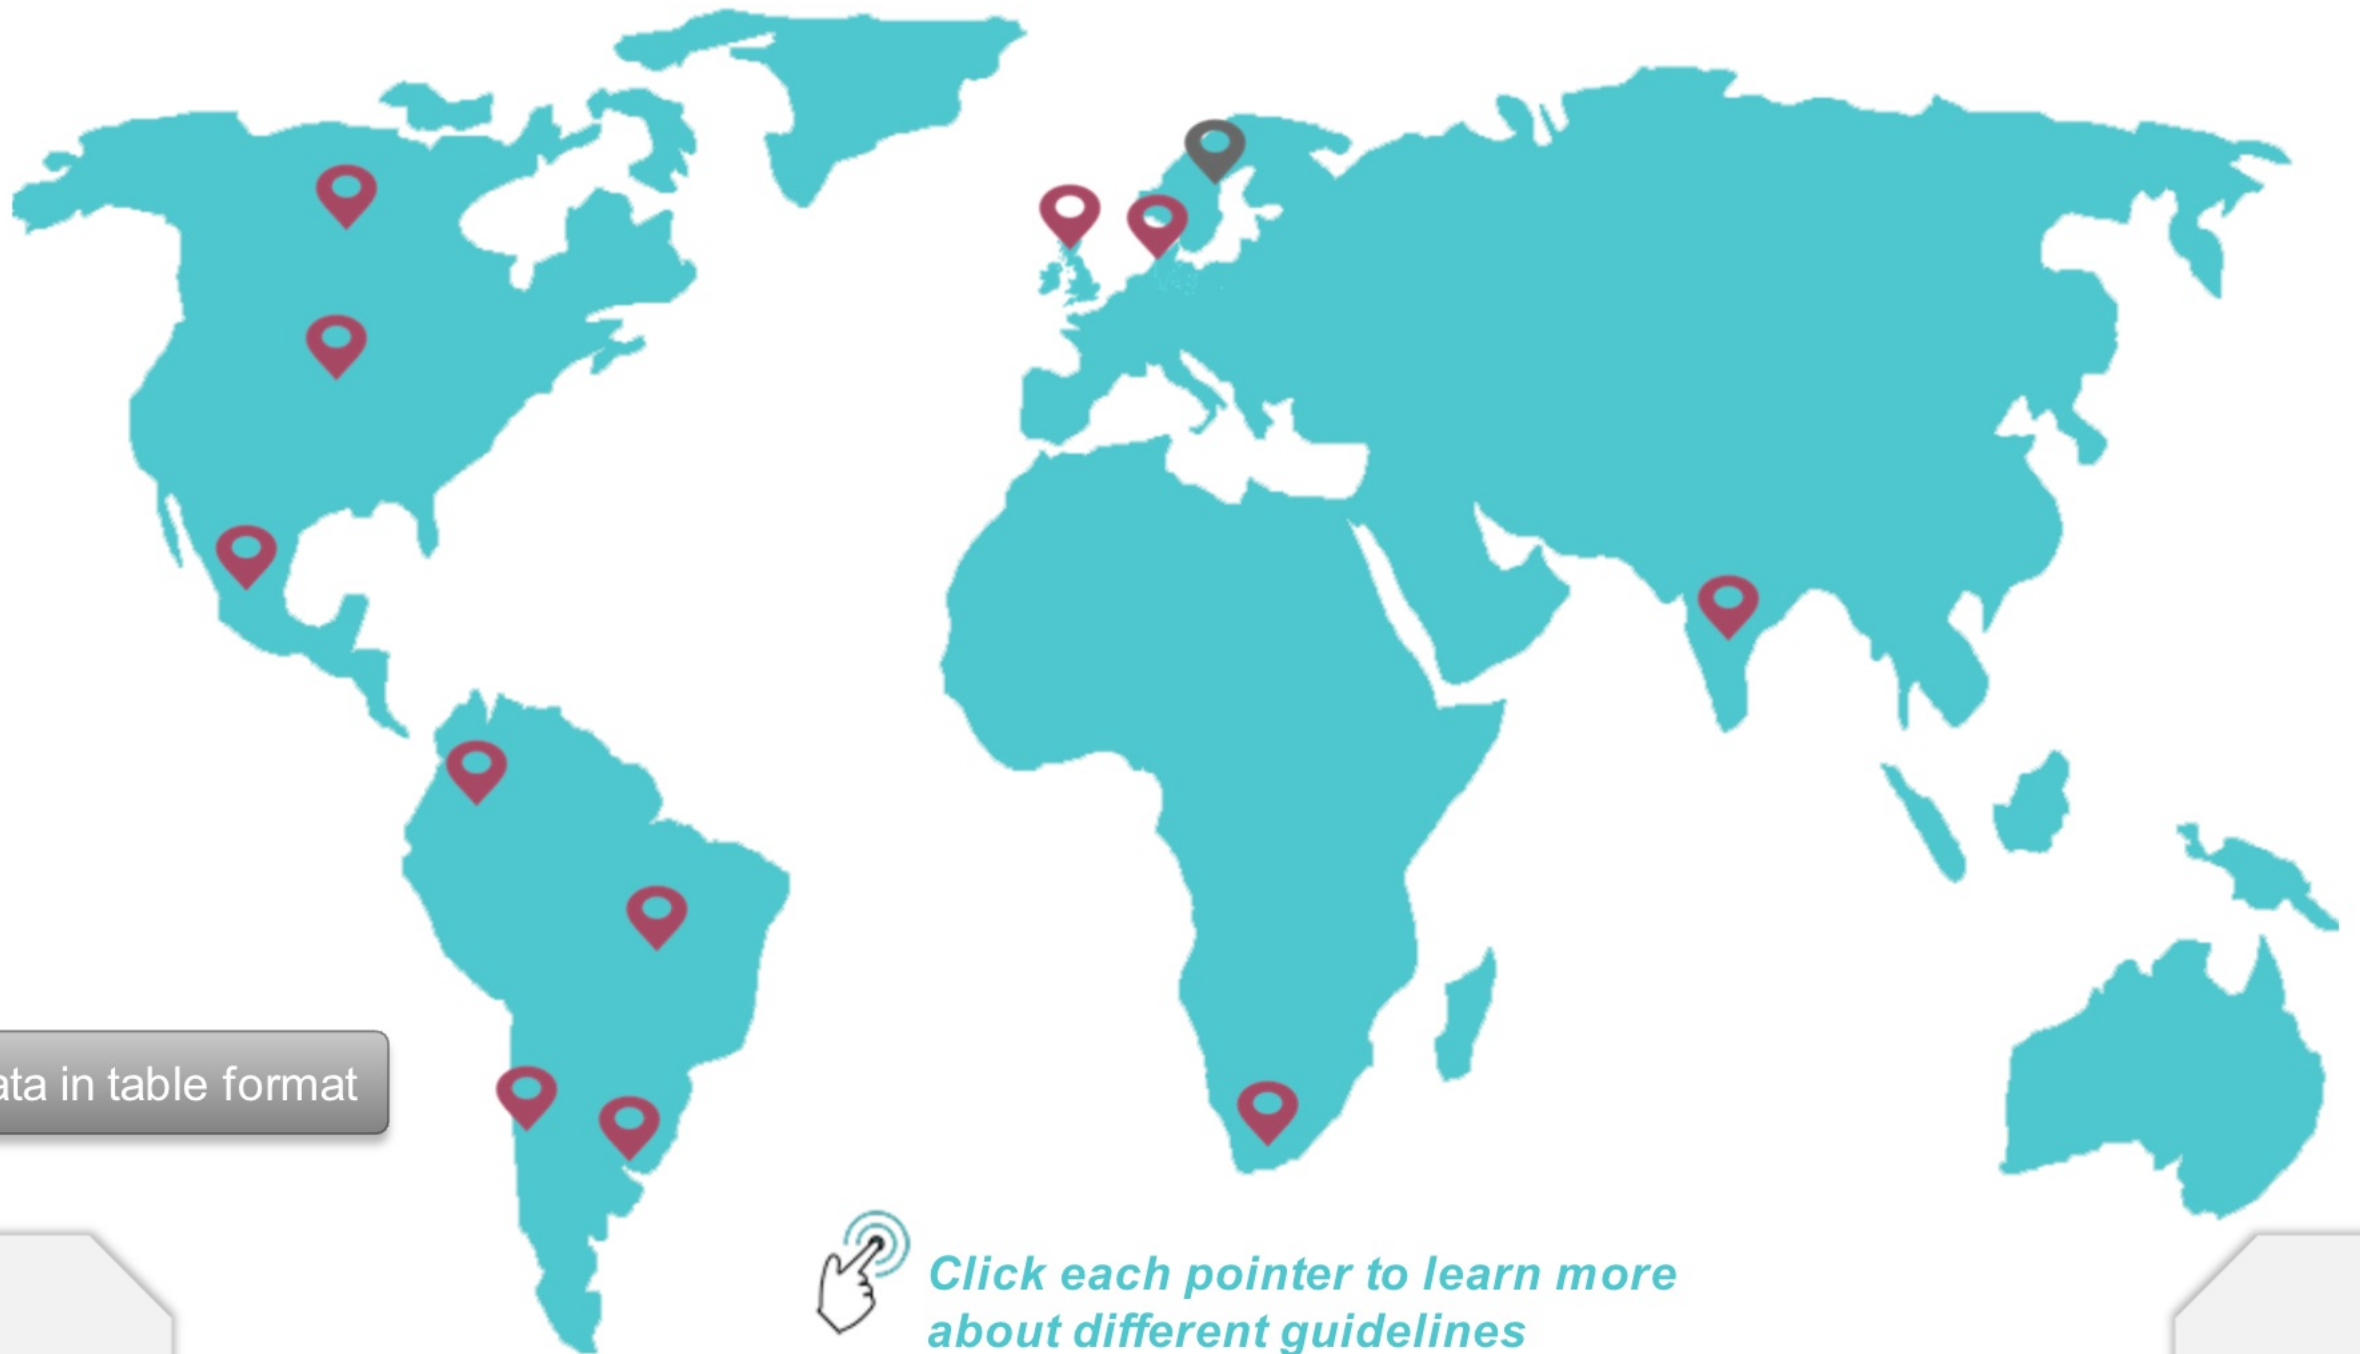 ata in table format
Click each pointer to learn more
about different guidelines